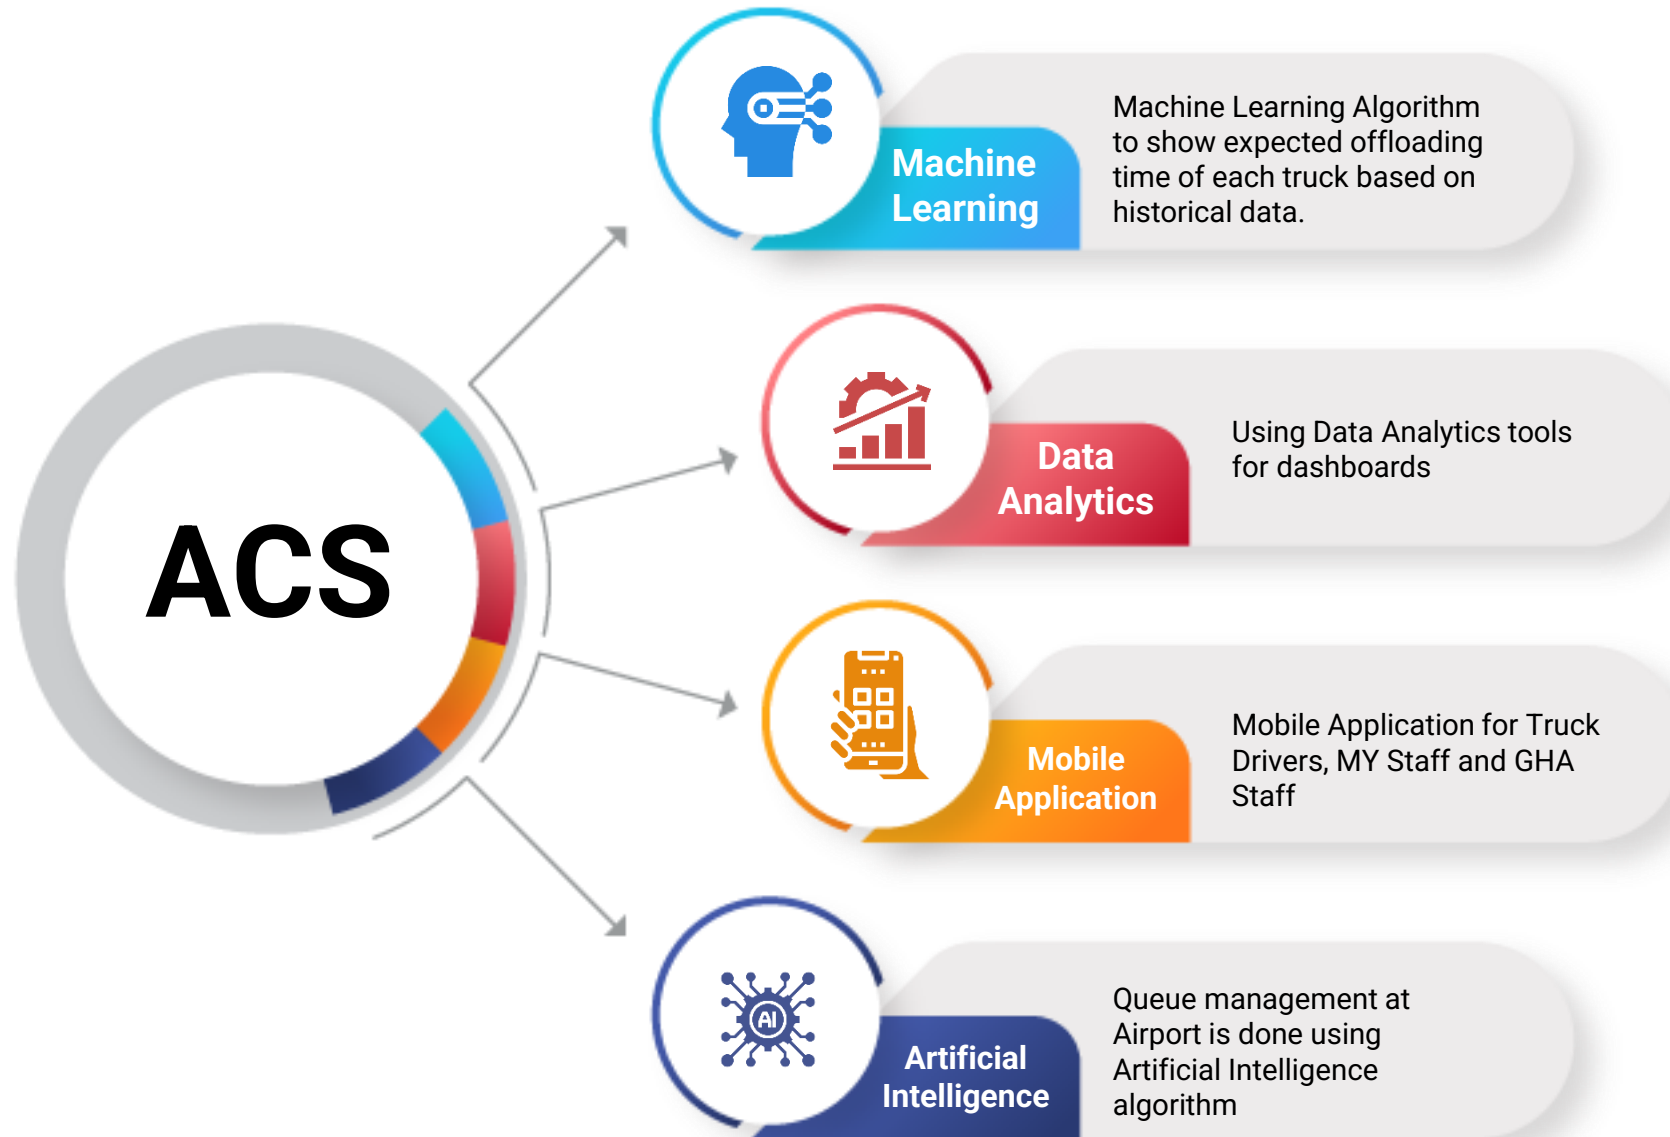 ACS
Machine
Learning
Machine Learning Algorithm
to show expected offloading
time of each truck based on
historical data.
Data
Analytics
Using Data Analytics tools
for dashboards
Mobile
Application
Mobile Application for Truck
Drivers, MY Staff and GHA
Staff
AI
Artificial
Intelligence
Queue management at
Airport is done using
Artificial Intelligence
algorithm